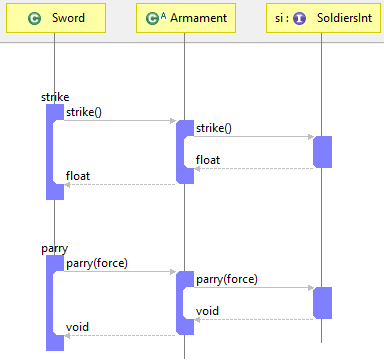 C Sword
C A Armament
si : I SoldiersInt
strike
strike()
strike()
float
float
parry
parry(force)
parry(force)
void
void